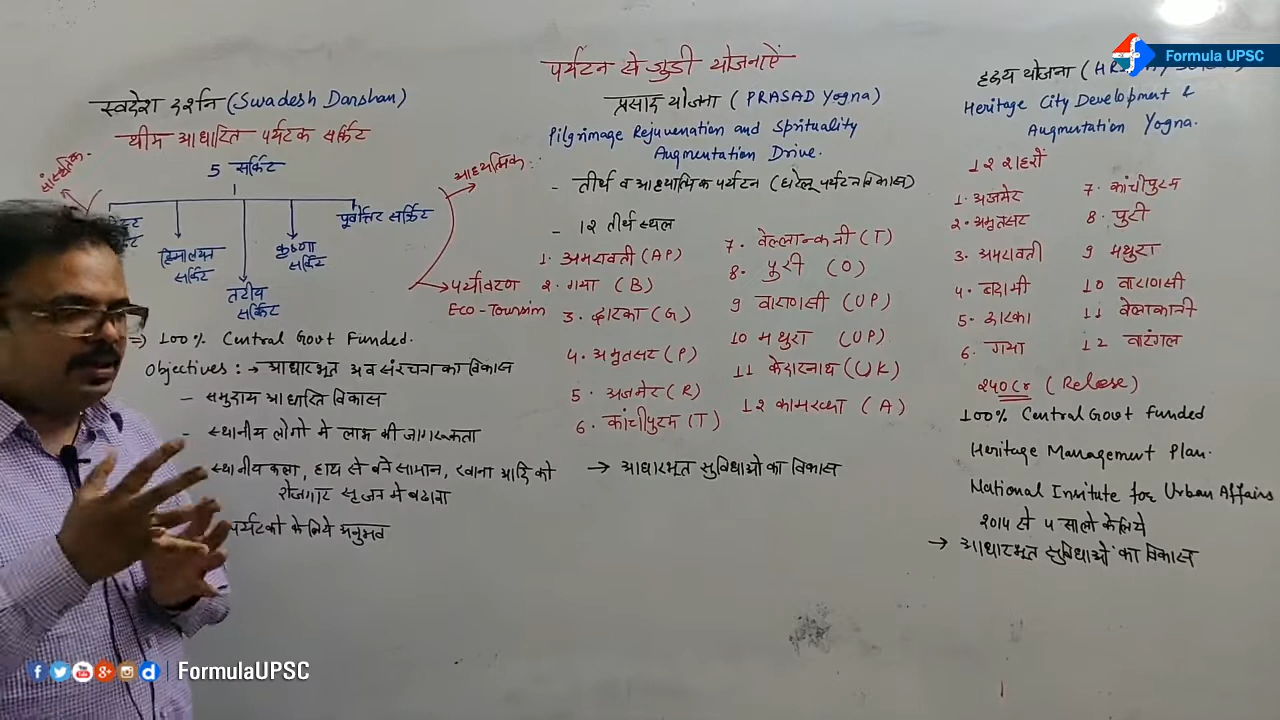 Formula UPSC
पर्यटन से जुडी योजनाऐं
स्वदेश दर्शन (Swadesh Darshan)
थीम आधारित पर्यटक सर्किट
5 सर्किट
सांस्कृतिक
आध्यात्मिक
हिमालयन सर्किट
तटीय सर्किट
कृष्णा सर्किट
पूर्वोत्तर सर्किट
पर्यावरण
Eco-Tourism
=> 100% Central Govt Funded.
Objectives: → आधारभूत अवसंरचना का विकास
- समुदाय आधारित विकास
- स्थानीय लोगो मे लाभ की जागरूकता
स्थानीय कला, हाथ से बने सामान, खाना आदि को
रोजगार सृजन मे बढावा
पर्यटको के लिये अनुभव
प्रसाद योजना (PRASAD Yogna)
Pilgrimage Rejuvenation and Sprituality
Augmentation Drive.
- तीर्थ व आध्यात्मिक पर्यटन (घरेलू पर्यटन विकास)
- 12 तीर्थ स्थल
1. अमरावती (AP)
2. गया (B)
3. द्वारका (G)
4. अमृतसर (P)
5. अजमेर (R)
6. कांचीपुरम (T)
7. वेल्लान्कनी (T)
8. पुरी (O)
9 वाराणसी (UP)
10 मथुरा (UP)
11 केदारनाथ (UK)
12 कामख्या (A)
→ आधारभूत सुविधाओ का विकास
हृदय योजना (
Heritage City Development &
Augmentation Yogna.
12 शहरों
1. अजमेर
2. अमृतसर
3. अमरावती
4. बदामी
5. द्वारका
6. गया
7. कांचीपुरम
8. पुरी
9 मथुरा
10 वाराणसी
11 वेलाकानी
12 वारंगल
240 Cr (Release)
100% Central Govt funded
Heritage Management Plan.
National Institute for Urban Affairs
2014 से 4 सालो के लिये
→ आधारभूत सुविधाओं का विकास
FormulaUPSC